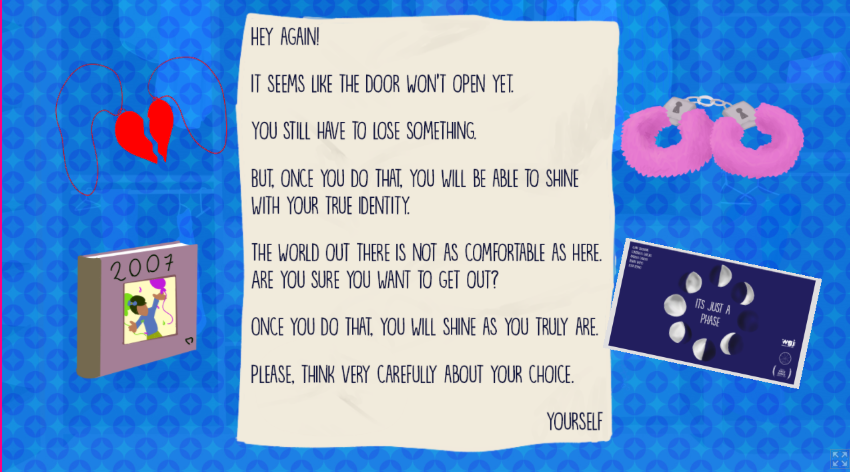 HEY AGAIN!
IT SEEMS LIKE THE DOOR WON'T OPEN YET.
YOU STILL HAVE TO LOSE SOMETHING.
BUT, ONCE YOU DO THAT, YOU WILL BE ABLE TO SHINE
WITH YOUR TRUE IDENTITY.
THE WORLD OUT THERE IS NOT AS COMFORTABLE AS HERE.
ARE YOU SURE YOU WANT TO GET OUT?
ONCE YOU DO THAT, YOU WILL SHINE AS YOU TRULY ARE.
PLEASE, THINK VERY CAREFULLY ABOUT YOUR CHOICE.
YOURSELF
2007
ITS JUST A
PHASE